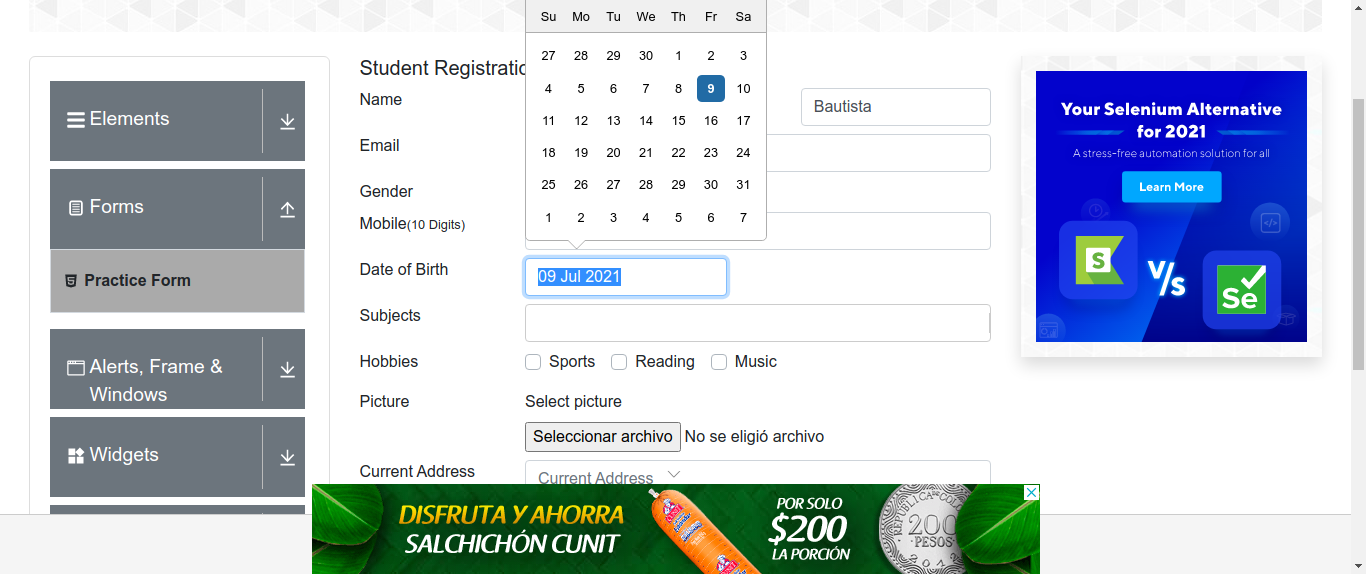 Su Mo Tu We Th Fr Sa
27 28 29 30 1 2 3
4 5 6 7 8 9 10
11 12 13 14 15 16 17
18 19 20 21 22 23 24
25 26 27 28 29 30 31
1 2 3 4 5 6 7
Elements
Forms
Practice Form
Alerts, Frame &
Windows
Widgets
Student Registratio
Name
Bautista
Email
Gender
Mobile(10 Digits)
Date of Birth
09 Jul 2021
Subjects
Hobbies
Sports Reading Music
Picture
Select picture
Seleccionar archivo No se eligió archivo
Current Address
Current Address
Your Selenium Alternative
for 2021
A stress-free automation solution for all
Learn More
S
V/s
Se
DISFRUTA Y AHORRA
SALCHICHÓN CUNIT
POR SOLO
$200
LA PORCIÓN
200
PESOS